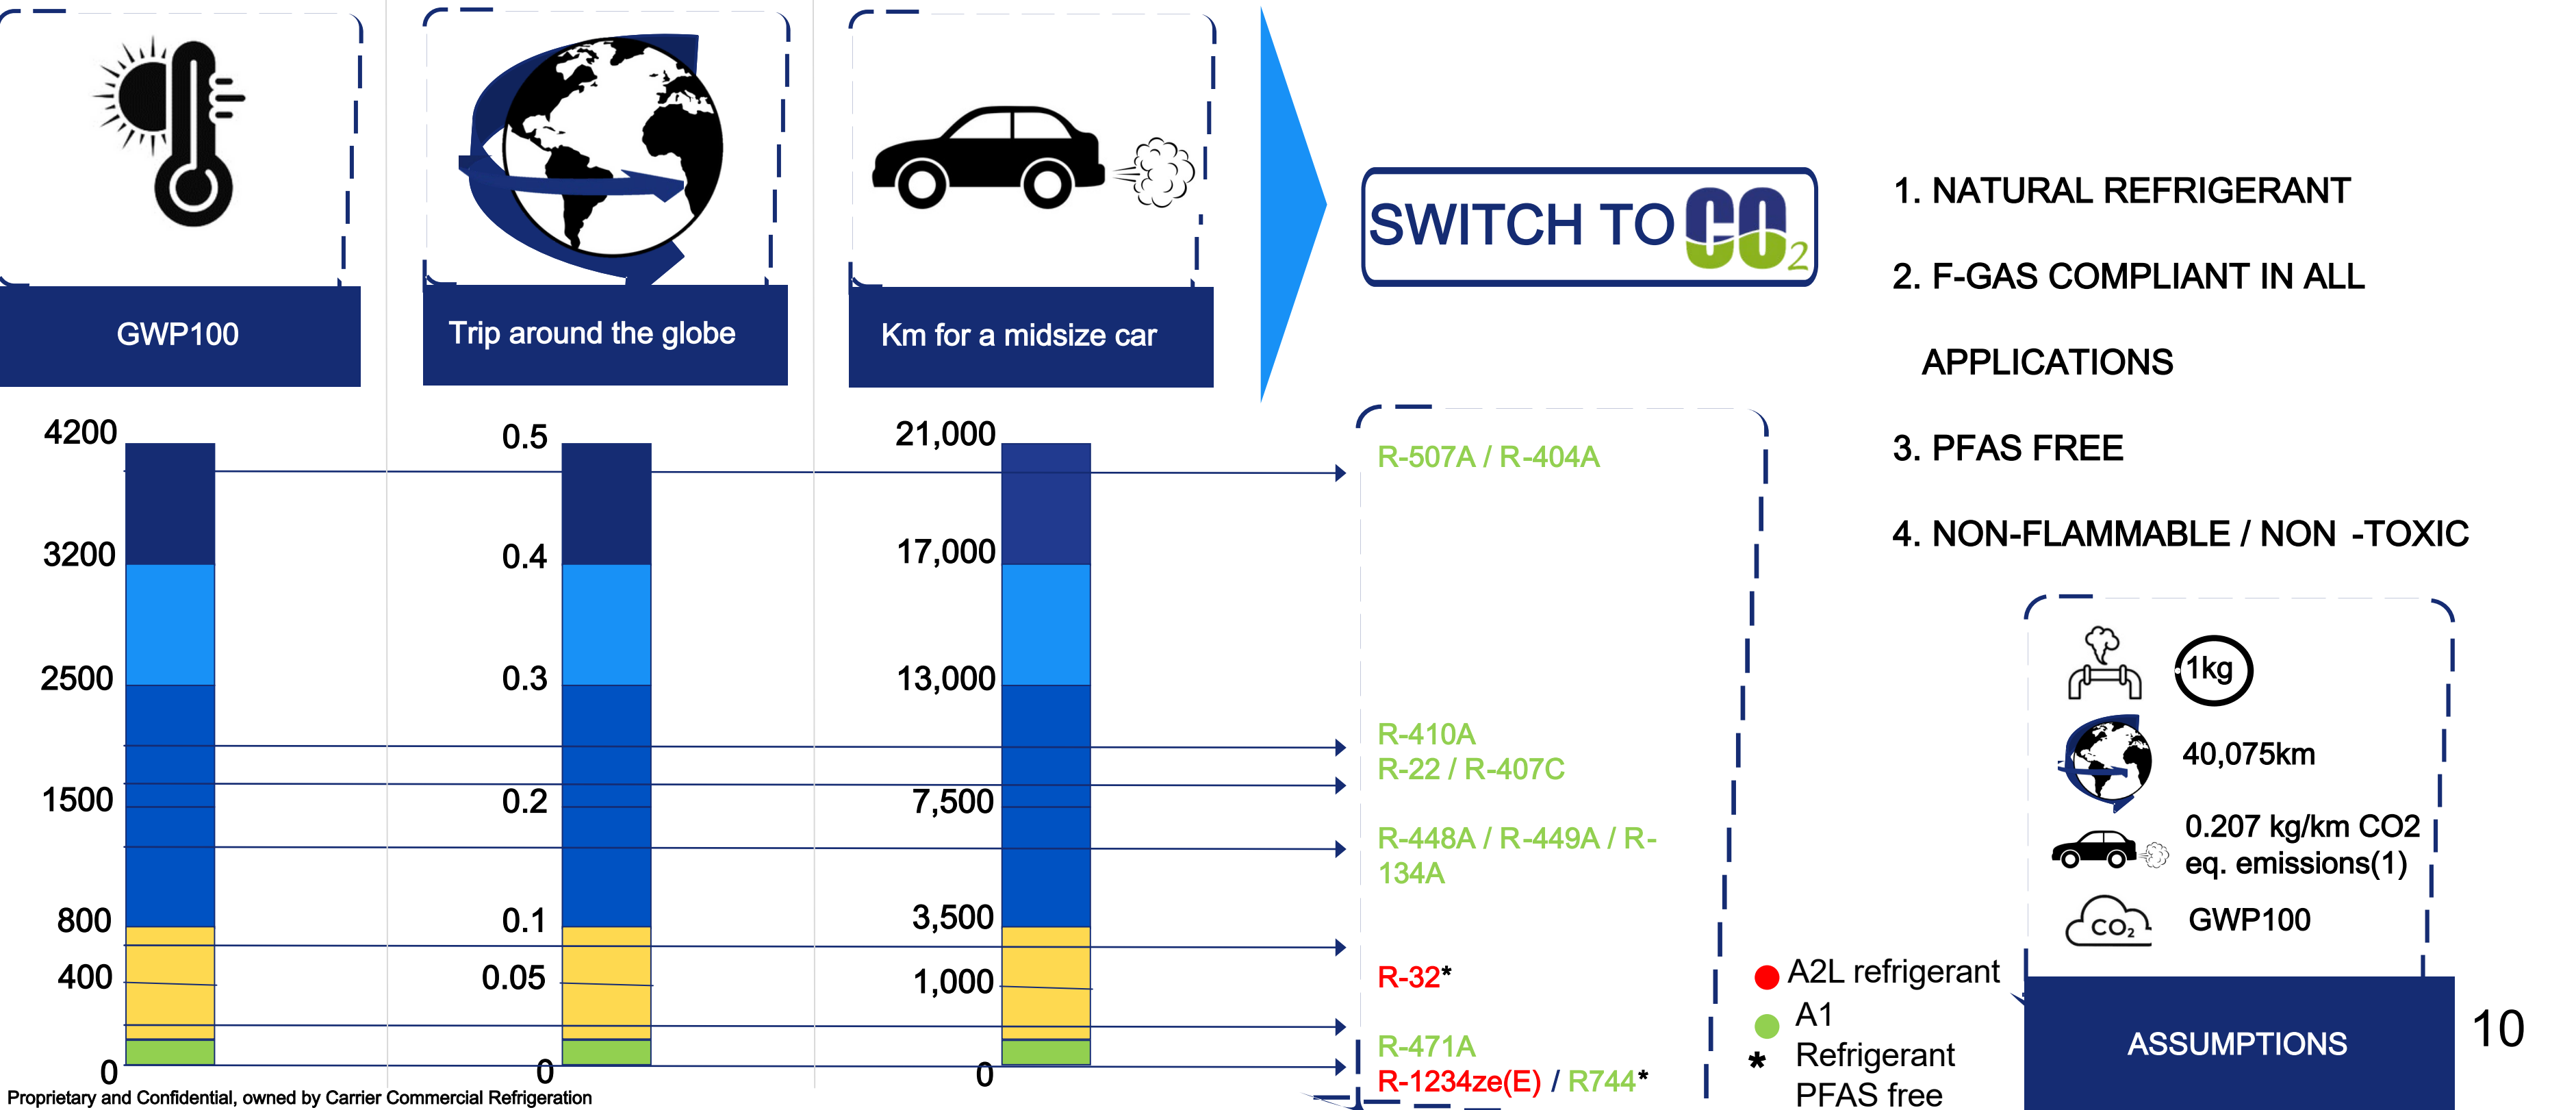 GWP100
Trip around the globe
Km for a midsize car
SWITCH TO CO2
1. NATURAL REFRIGERANT
2. F-GAS COMPLIANT IN ALL
APPLICATIONS
3. PFAS FREE
4. NON-FLAMMABLE / NON -TOXIC
4200
3200
2500
1500
800
400
0
0.5
0.4
0.3
0.2
0.1
0.05
0
21,000
17,000
13,000
7,500
3,500
1,000
0
R-507A / R-404A
R-410A
R-22 / R-407C
R-448A / R-449A / R-
134A
R-32*
R-471A
R-1234ze(E) / R744*
A2L refrigerant
A1
* Refrigerant
PFAS free
1kg
40,075km
0.207 kg/km CO2
eq. emissions(1)
CO2
GWP100
ASSUMPTIONS
10
Proprietary and Confidential, owned by Carrier Commercial Refrigeration